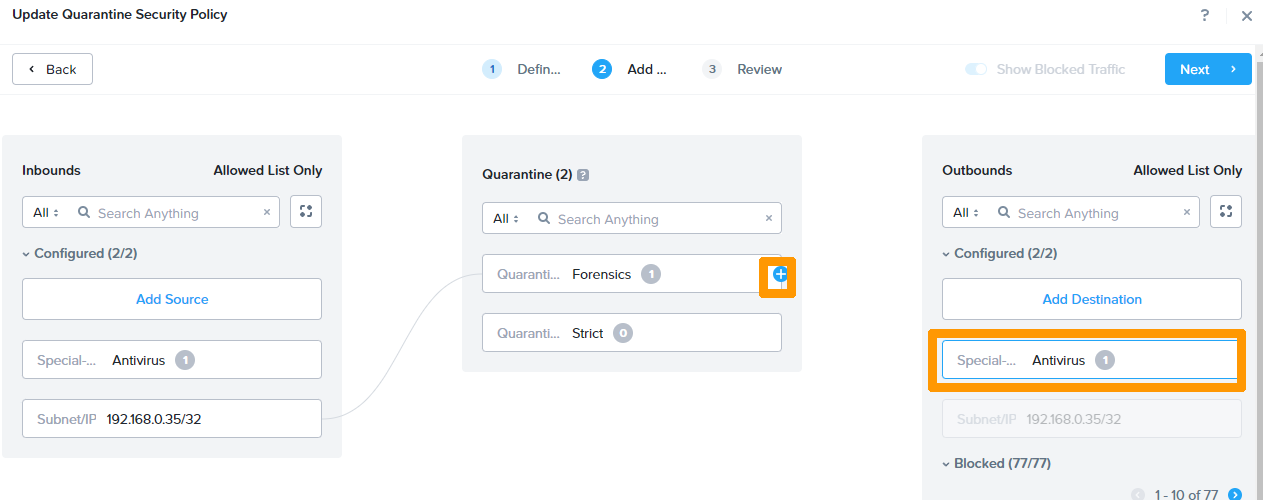 Update Quarantine Security Policy
?
Back
1 Defin... 2 Add ... 3 Review
Show Blocked Traffic
Next
Inbounds Allowed List Only
All Search Anything ×
Configured (2/2)
Add Source
Special-... Antivirus 1
Subnet/IP 192.168.0.35/32
Quarantine (2) ?
All Search Anything ×
Quaranti... Forensics 1
Quaranti... Strict 0
Outbounds Allowed List Only
All Search Anything ×
Configured (2/2)
Add Destination
Special-... Antivirus 1
Subnet/IP 192.168.0.35/32
Blocked (77/77)
1 - 10 of 77